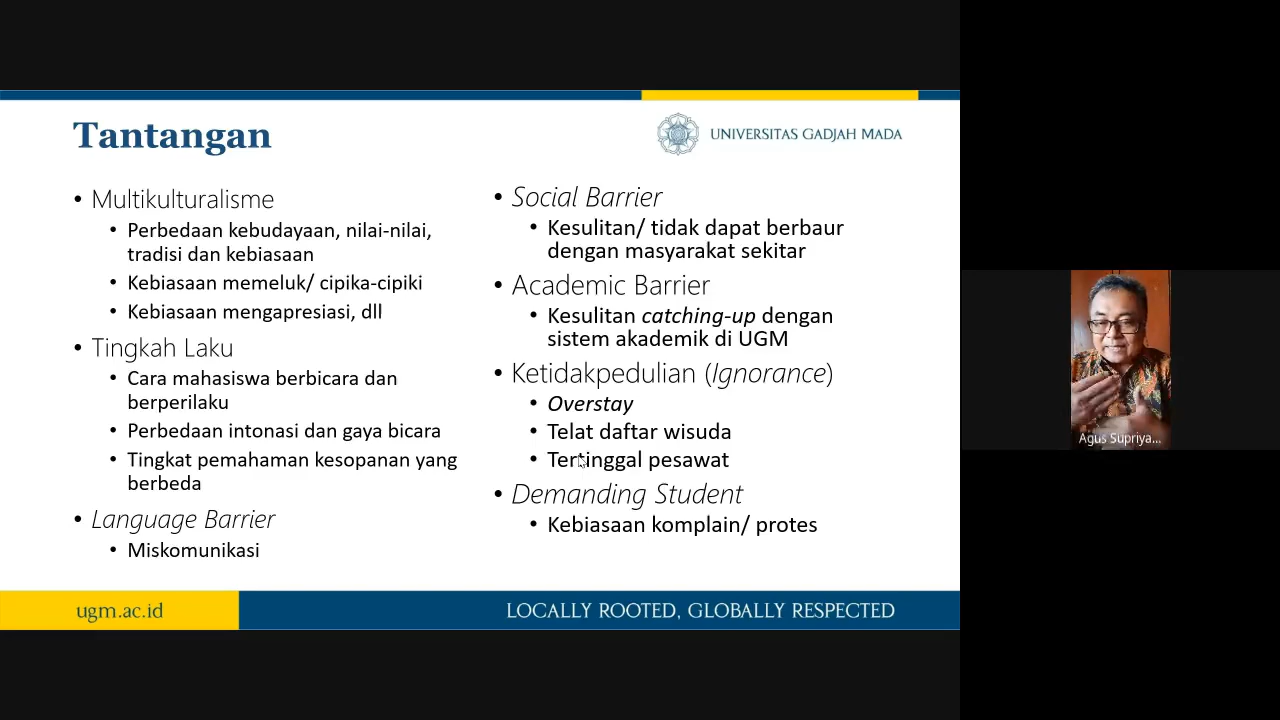 Tantangan
UNIVERSITAS GADJAH MADA
• Multikulturalisme
• Perbedaan kebudayaan, nilai-nilai,
tradisi dan kebiasaan
• Kebiasaan memeluk/ cipika-cipiki
• Kebiasaan mengapresiasi, dll
• Tingkah Laku
• Cara mahasiswa berbicara dan
berperilaku
• Perbedaan intonasi dan gaya bicara
• Tingkat pemahaman kesopanan yang
berbeda
• Language Barrier
• Miskomunikasi
• Social Barrier
• Kesulitan/ tidak dapat berbaur
dengan masyarakat sekitar
• Academic Barrier
• Kesulitan catching-up dengan
sistem akademik di UGM
• Ketidakpedulian (Ignorance)
• Overstay
• Telat daftar wisuda
• Tertinggal pesawat
• Demanding Student
• Kebiasaan komplain/ protes
ugm.ac.id
LOCALLY ROOTED, GLOBALLY RESPECTED
Agus Supriya...